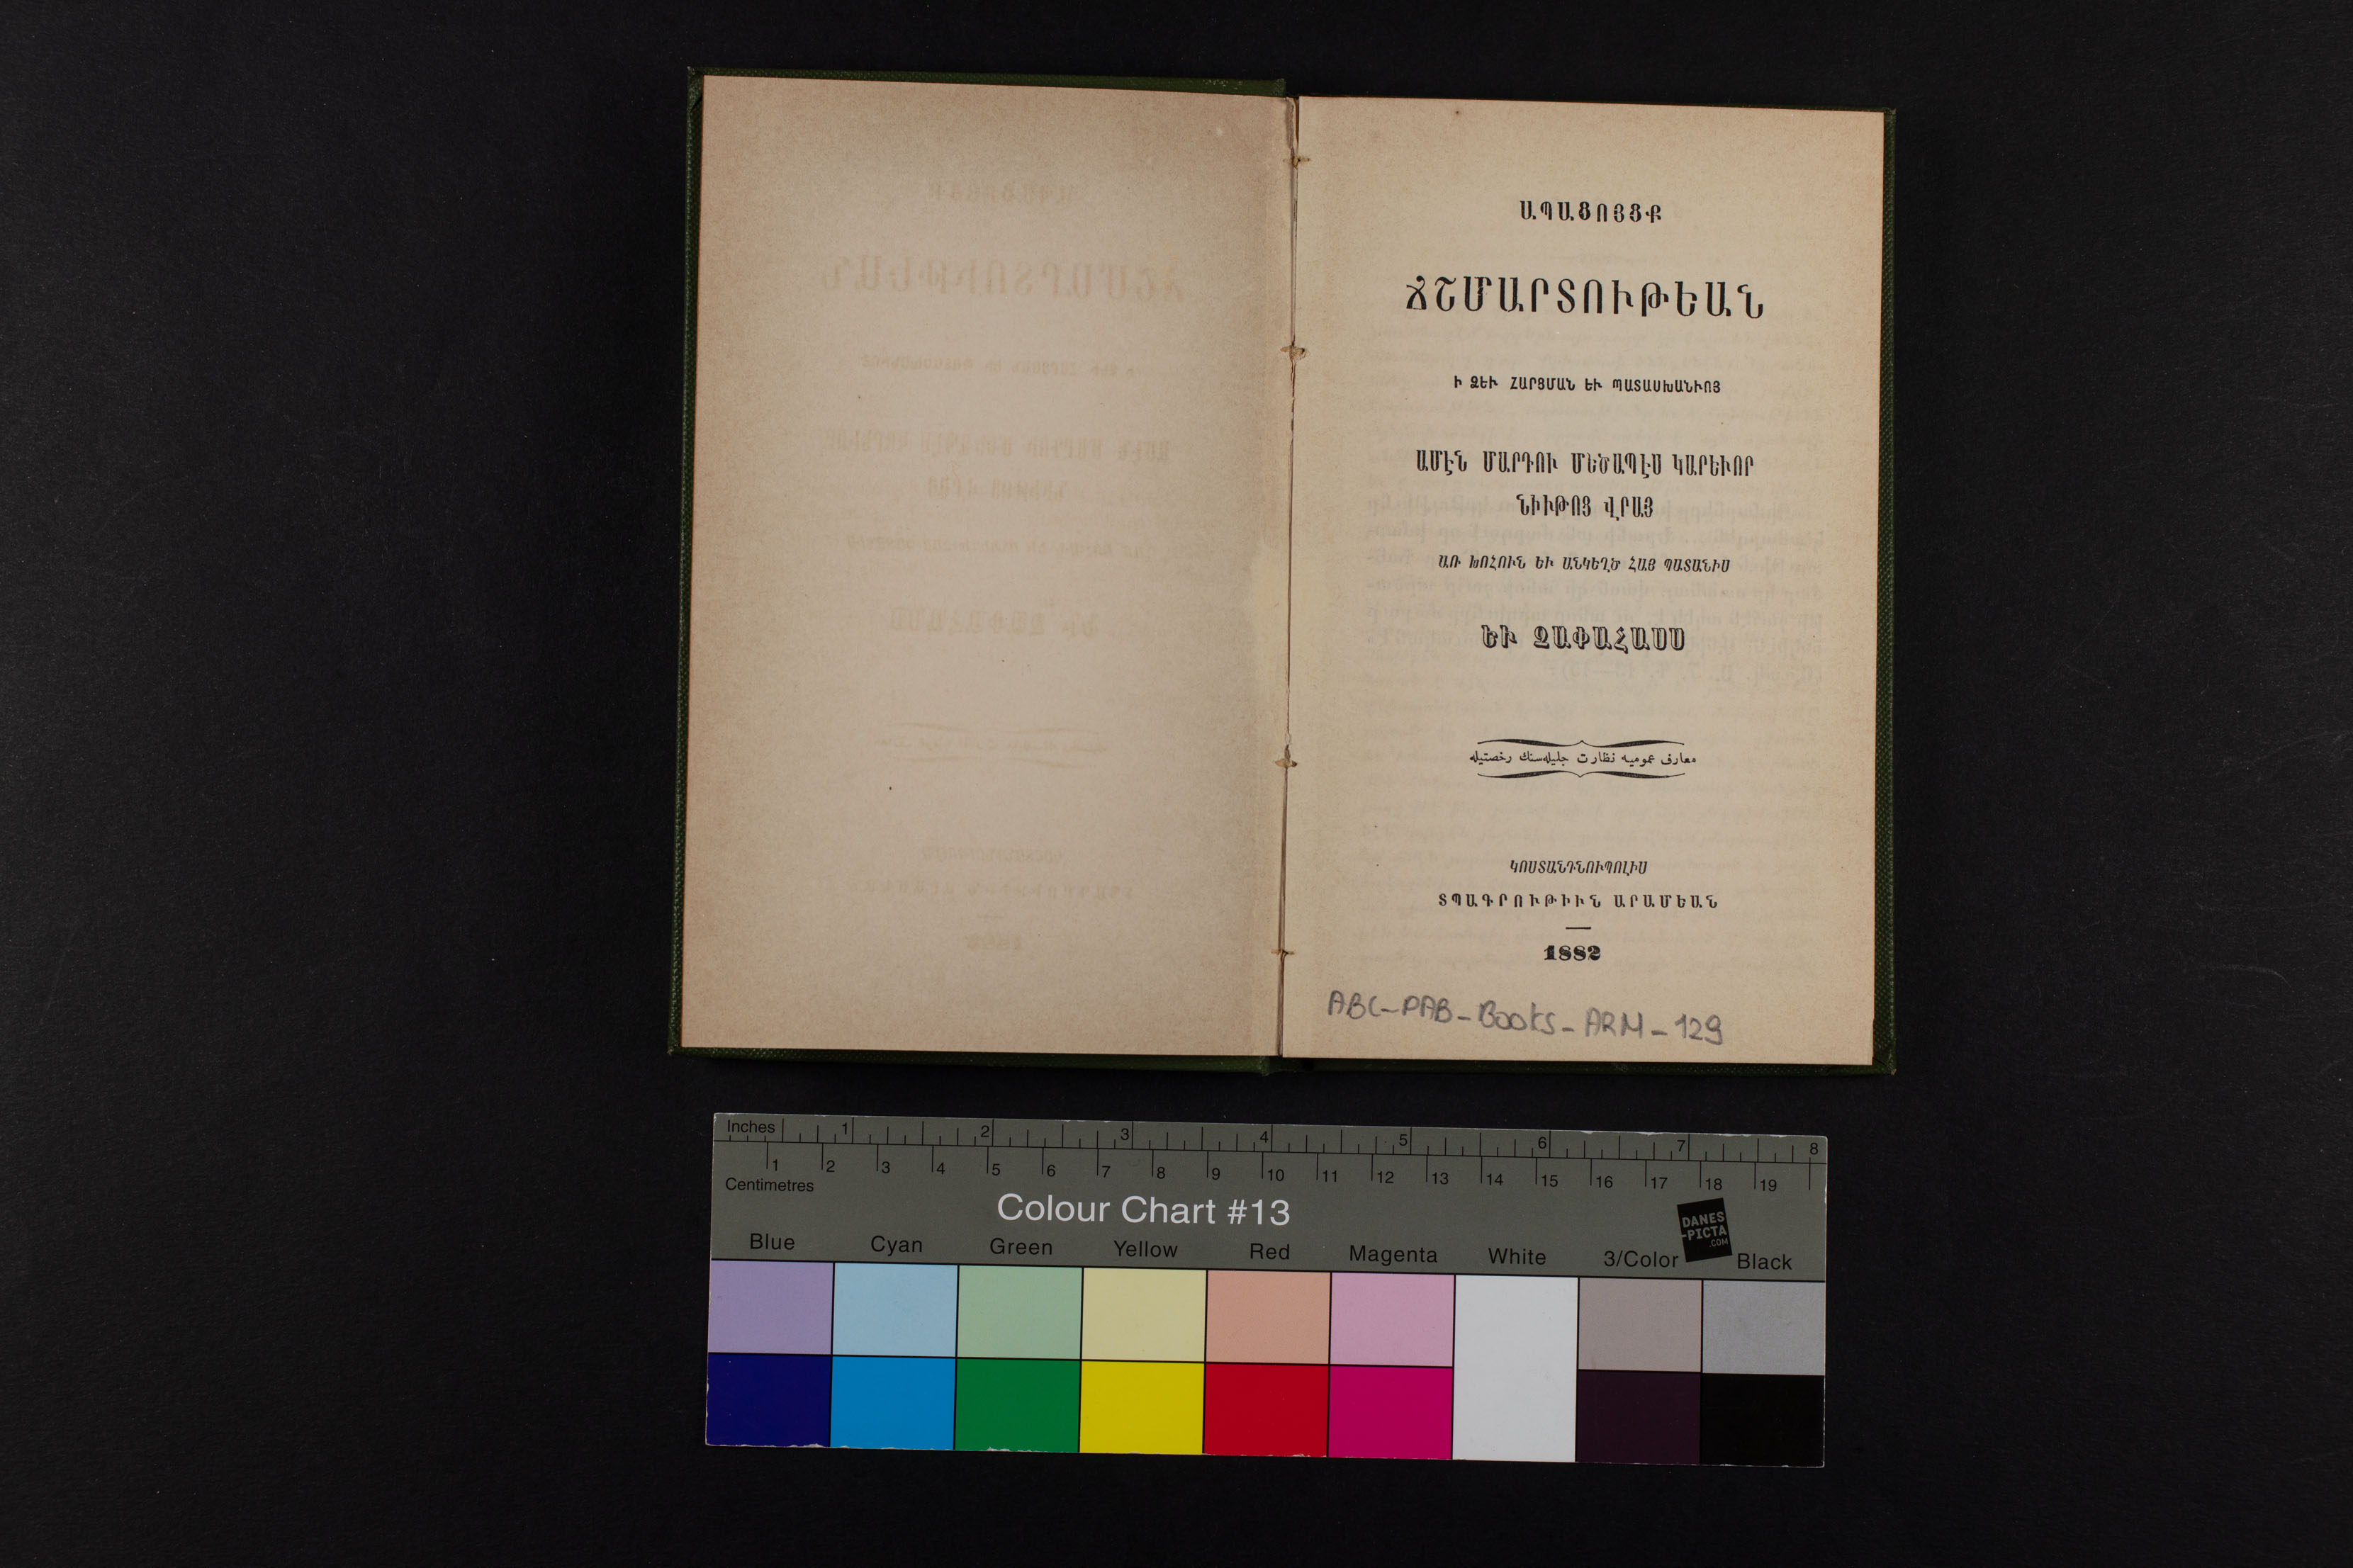 ԱՊԱՑՈՅՑՔ
ՃՇՄԱՐՏՈՒԹԵԱՆ
Ի ՁԵՒ ՀԱՐՑՄԱՆ ԵՒ ՊԱՏԱՍԽԱՆՒՈՅ
ԱՄԷՆ ՄԱՐԴՈՒ ՄԵԾԱՊԷՍ ԿԱՐԵՒՈՐ
ՆԻՒԹՈՑ ՎՐԱՅ
ԱՌ ԽՈՀՈՒՆ ԵՒ ԱՆԿԵՂԾ ՀԱՅ ՊԱՏԱՆԻՍ
ԵՒ ՉԱՓԱՀԱՍՍ
معارف عموميه نظارت جليله‌سنك رخصتيله
ԿՈՍՏԱՆԴՆՈՒՊՈԼԻՍ
ՏՊԱԳՐՈՒԹԻՒՆ ԱՐԱՄԵԱՆ
1882
ABC-PAB-Books-ARM-129
Inches 1 2 3 4 5 6 7 8
1 2 3 4 5 6 7 8 9 10 11 12 13 14 15 16 17 18 19
Centimetres
Colour Chart #13
DANES
-PICTA
.COM
Blue Cyan Green Yellow Red Magenta White 3/Color Black